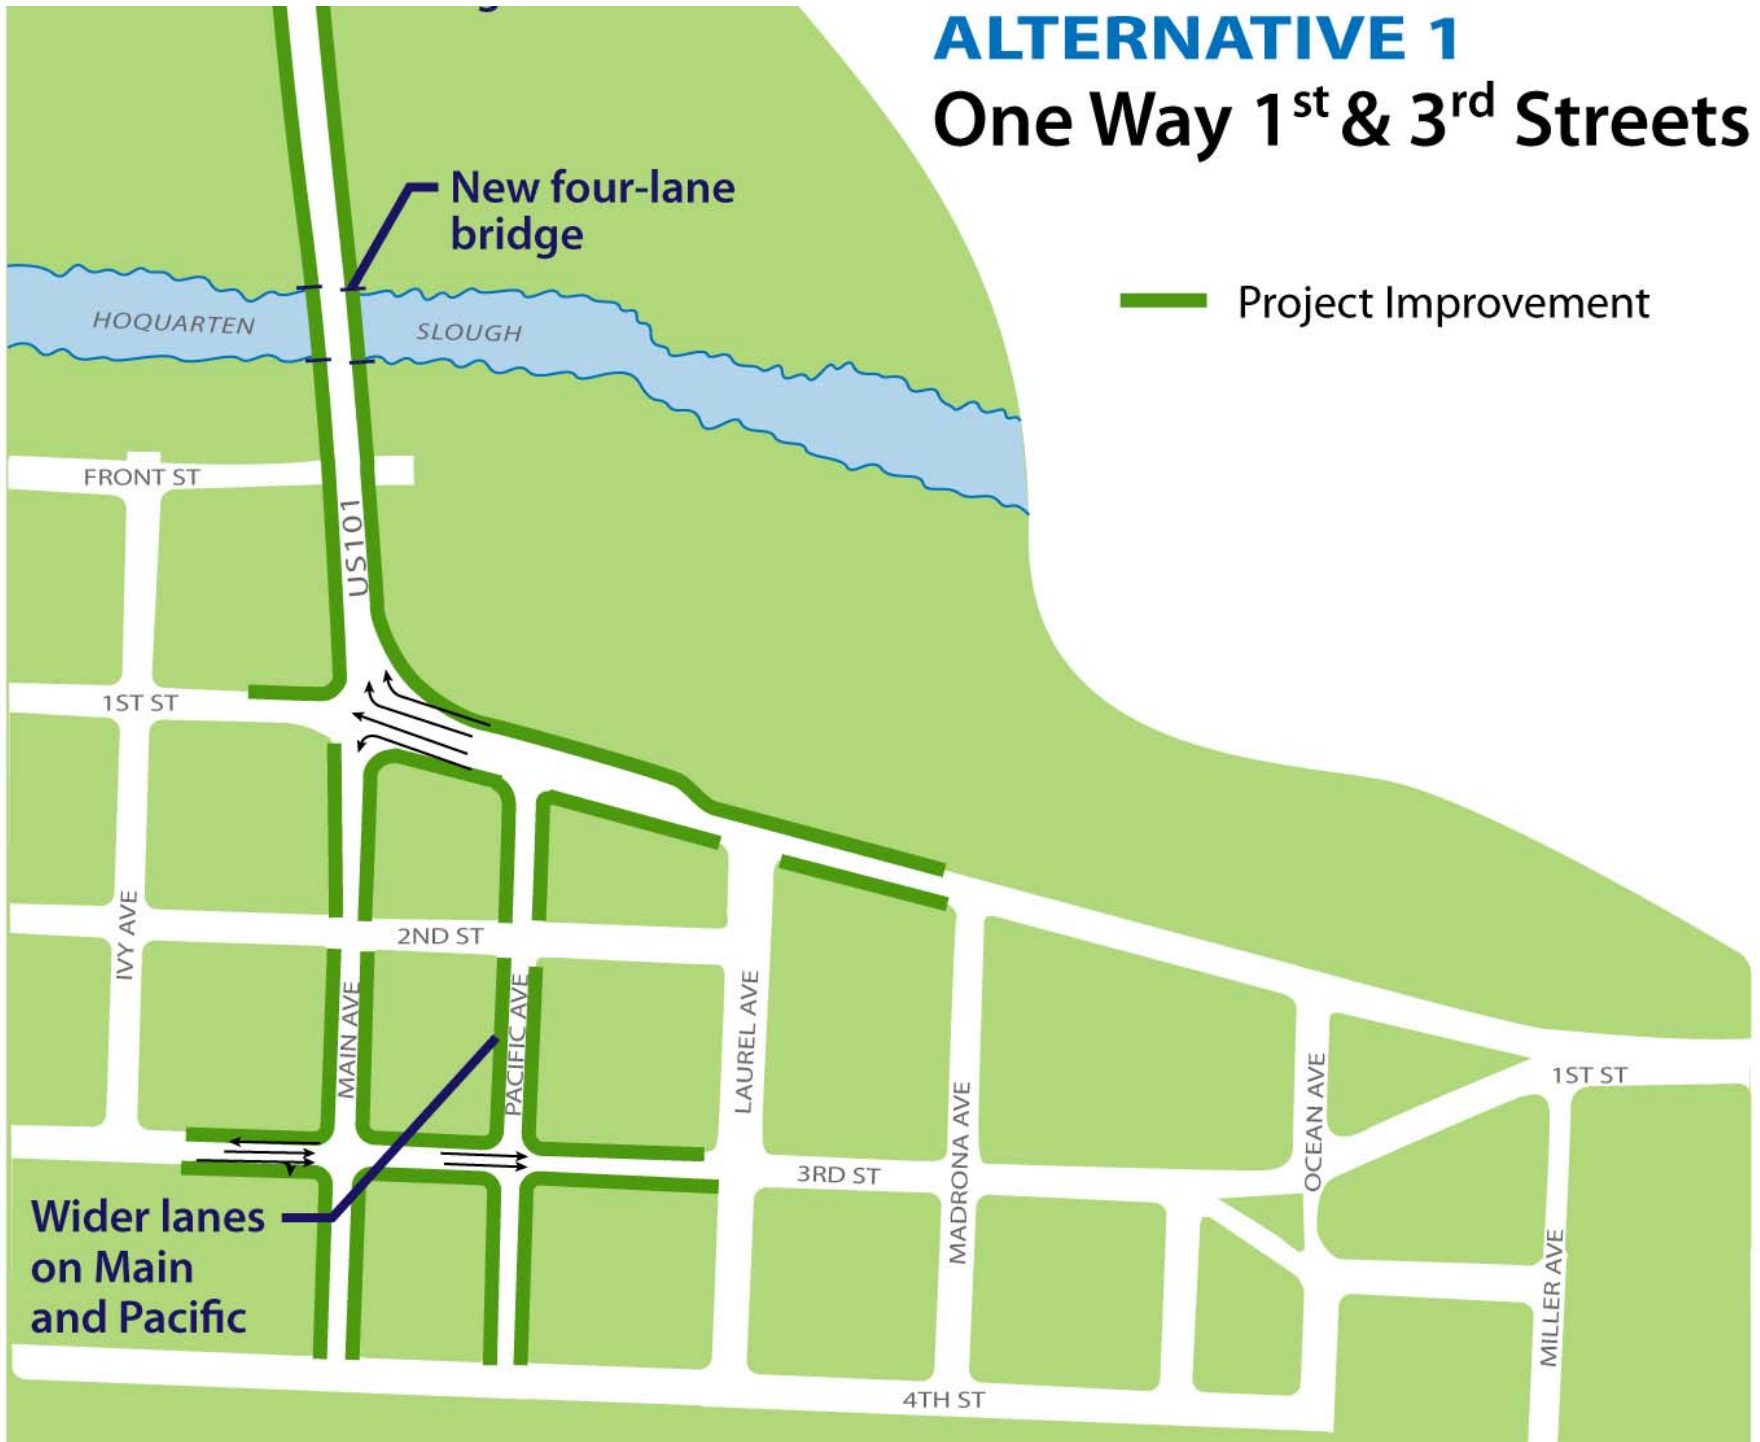 ALTERNATIVE 1
One Way 1st & 3rd Streets
New four-lane
bridge
Project Improvement
HOQUARTEN
SLOUGH
FRONT ST
US101
1ST ST
IVY AVE
2ND ST
MAIN AVE
PACIFIC AVE
LAUREL AVE
MADRONA AVE
OCEAN AVE
1ST ST
3RD ST
MILLER AVE
Wider lanes
on Main
and Pacific
4TH ST